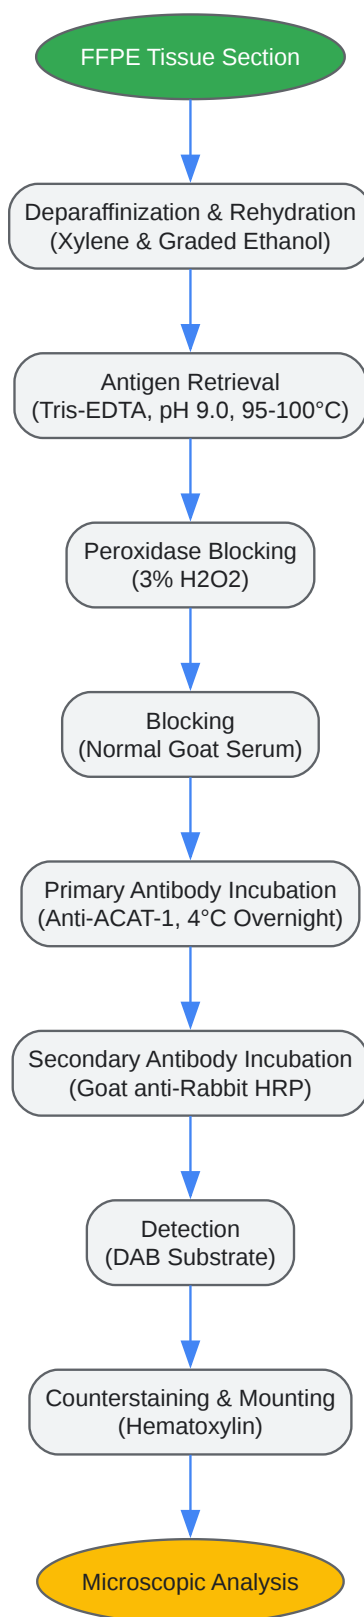 FFPE Tissue Section
Deparaffinization & Rehydration
(Xylene & Graded Ethanol)
Antigen Retrieval
(Tris-EDTA, pH 9.0, 95-100°C)
Peroxidase Blocking
(3% H2O2)
Blocking
(Normal Goat Serum)
Primary Antibody Incubation
(Anti-ACAT-1, 4°C Overnight)
Secondary Antibody Incubation
(Goat anti-Rabbit HRP)
Detection
(DAB Substrate)
Counterstaining & Mounting
(Hematoxylin)
Microscopic Analysis